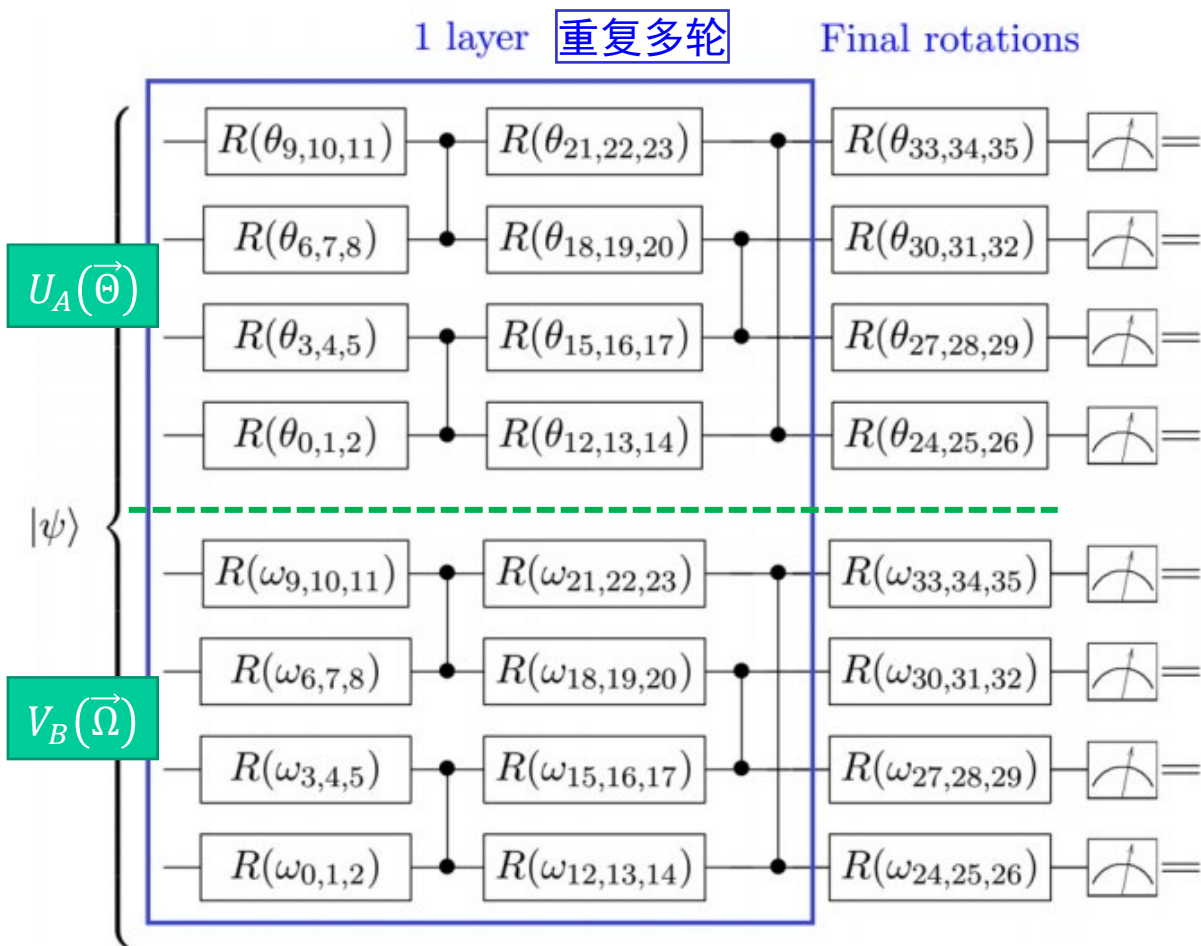 1 layer 重复多轮 Final rotations
R(θ9,10,11) R(θ21,22,23) R(θ33,34,35)
R(θ6,7,8) R(θ18,19,20) R(θ30,31,32)
U_A(Θ⃗)
R(θ3,4,5) R(θ15,16,17) R(θ27,28,29)
R(θ0,1,2) R(θ12,13,14) R(θ24,25,26)
|ψ⟩
R(ω9,10,11) R(ω21,22,23) R(ω33,34,35)
R(ω6,7,8) R(ω18,19,20) R(ω30,31,32)
V_B(Ω⃗)
R(ω3,4,5) R(ω15,16,17) R(ω27,28,29)
R(ω0,1,2) R(ω12,13,14) R(ω24,25,26)